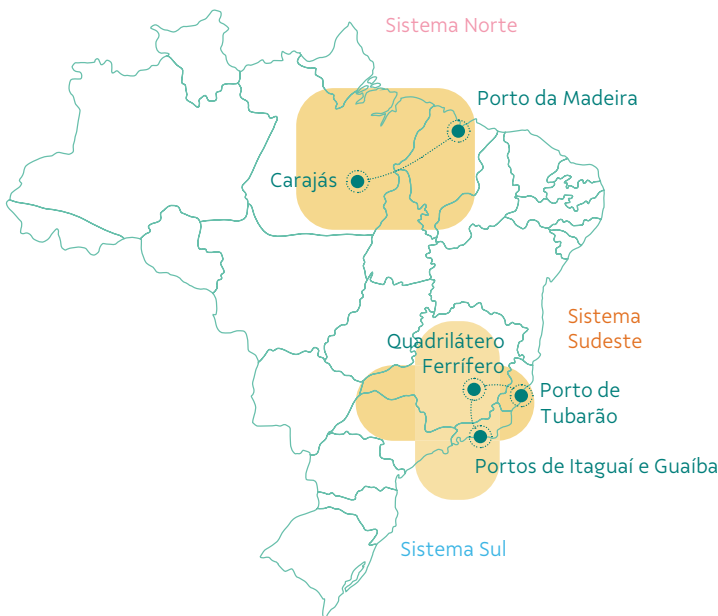 Sistema Norte
Porto da Madeira
Carajás
Sistema
Sudeste
Quadrilátero
Ferrífero
Porto de
Tubarão
Portos de Itaguaí e Guaíba
Sistema Sul